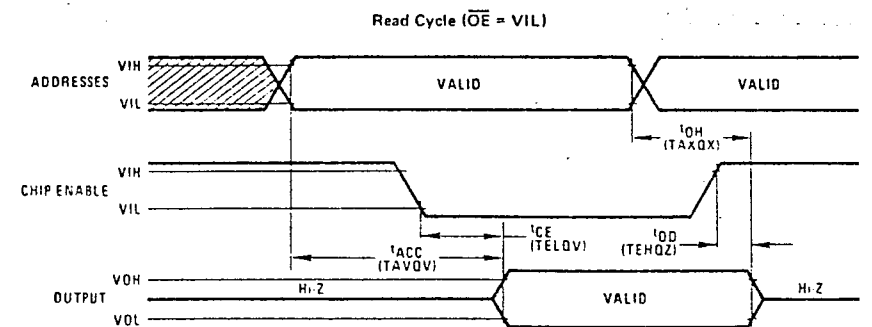 Read Cycle (OE = VIL)
ADDRESSES
VIH
VIL
VALID
VALID
tOH
(TAXQX)
CHIP ENABLE
VIH
VIL
tCE
(TELQV)
tOD
(TEHQZ)
tACC
(TAVQV)
OUTPUT
VOH
Hi-Z
VOL
VALID
Hi-Z